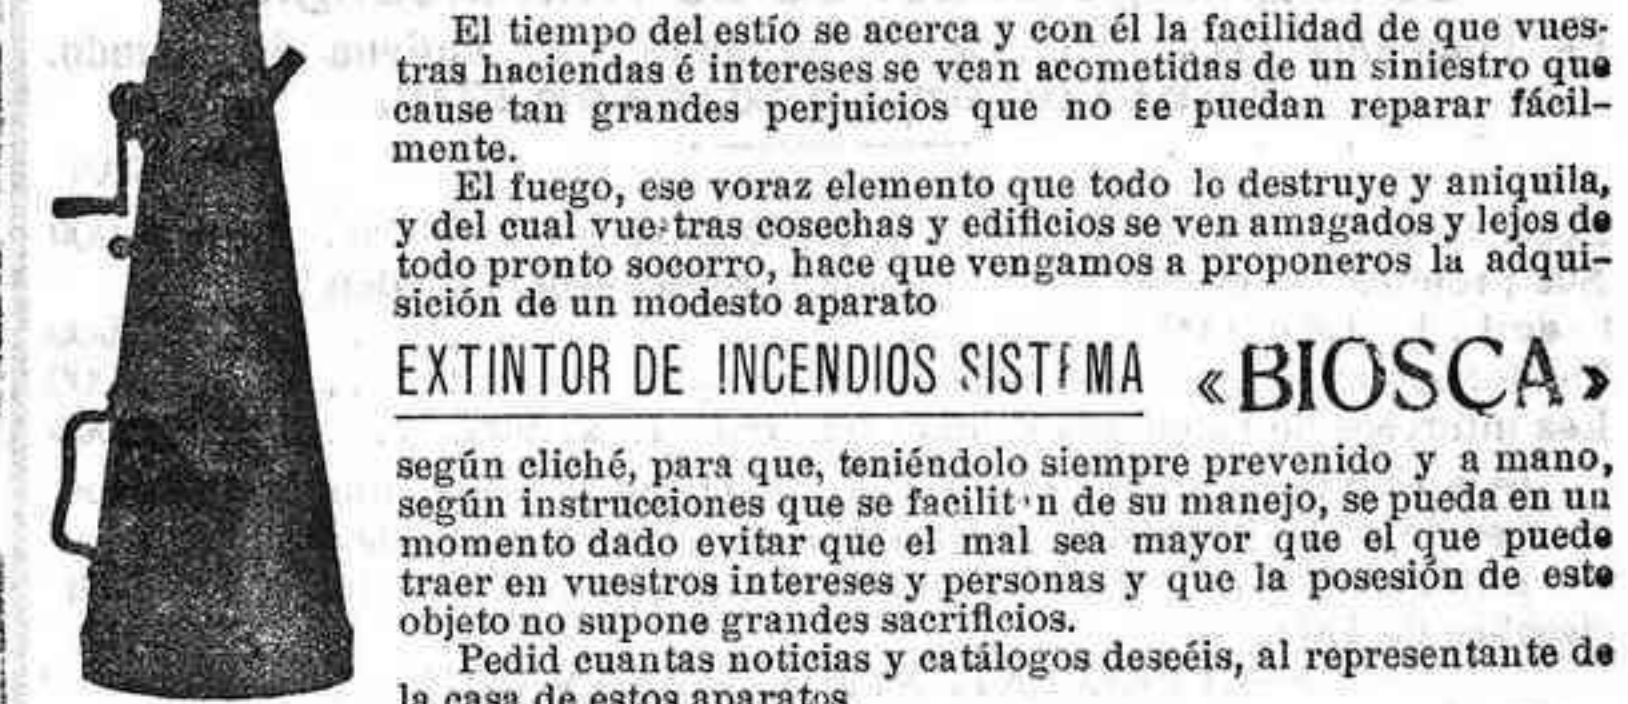 El tiempo del estío se acerca y con él la facilidad de que vues-
tras haciendas é intereses se vean acometidas de un siniestro que
cause tan grandes perjuicios que no se puedan reparar fácil-
mente.
El fuego, ese voraz elemento que todo lo destruye y aniquila,
y del cual vuestras cosechas y edificios se ven amagados y lejos de
todo pronto socorro, hace que vengamos a proponeros la adqui-
sición de un modesto aparato
EXTINTOR DE INCENDIOS SISTEMA «BIOSCA»
según cliché, para que, teniéndolo siempre prevenido y a mano,
según instrucciones que se facilitan de su manejo, se pueda en un
momento dado evitar que el mal sea mayor que el que puede
traer en vuestros intereses y personas y que la posesión de este
objeto no supone grandes sacrificios.
Pedid cuantas noticias y catálogos deseéis, al representante de
la casa de estos aparatos